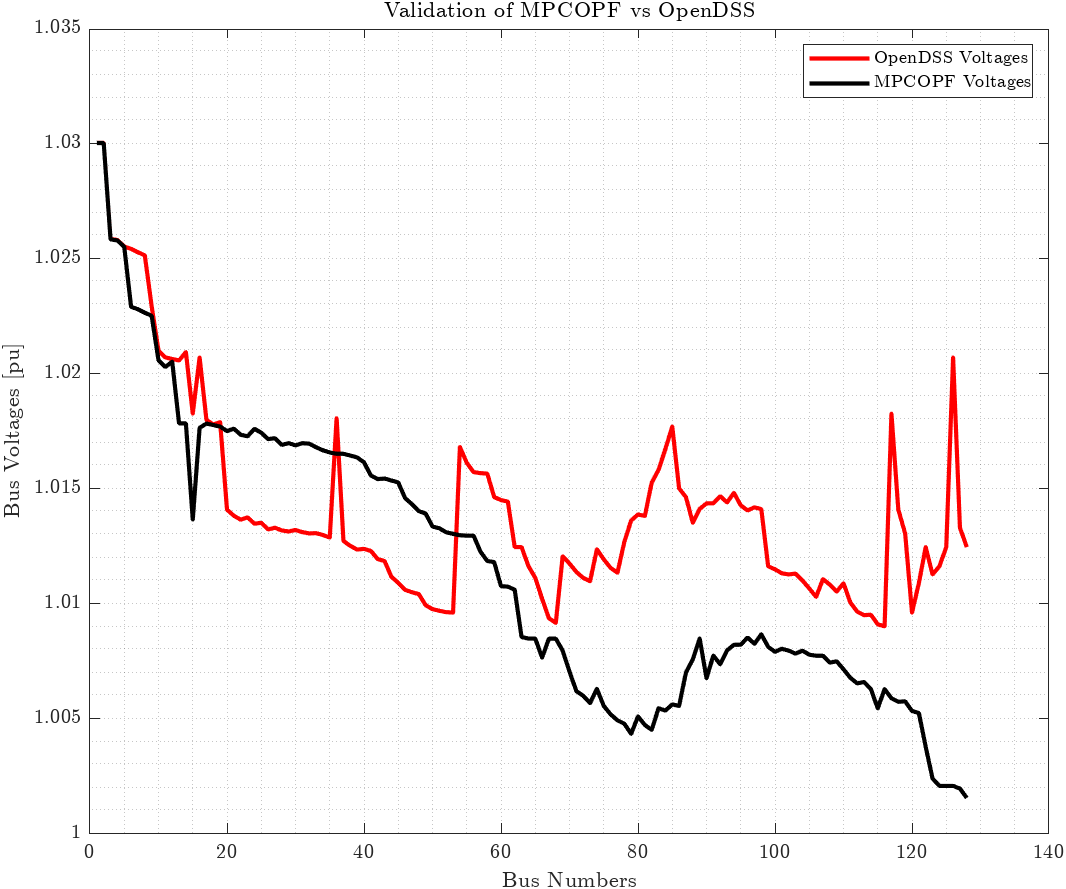 Validation of MPCOPF vs OpenDSS
OpenDSS Voltages
MPCOPF Voltages
Bus Voltages [pu]
1.035
1.03
1.025
1.02
1.015
1.01
1.005
1
0 20 40 60 80 100 120 140
Bus Numbers